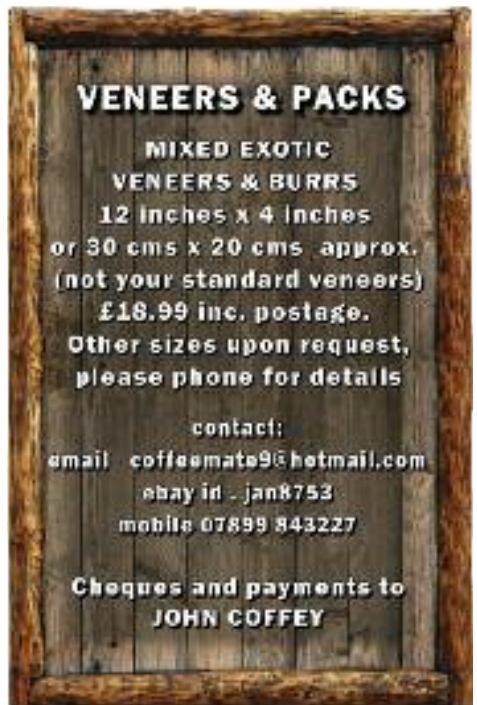 VENEERS & PACKS
MIXED EXOTIC
VENEERS & BURRS
12 inches x 4 inches
or 30 cms x 20 cms approx.
(not your standard veneers)
£18.99 inc. postage.
Other sizes upon request,
please phone for details
contact:
email coffeemate9@hotmail.com
ebay id - jan8753
mobile 07899 843227
Cheques and payments to
JOHN COFFEY